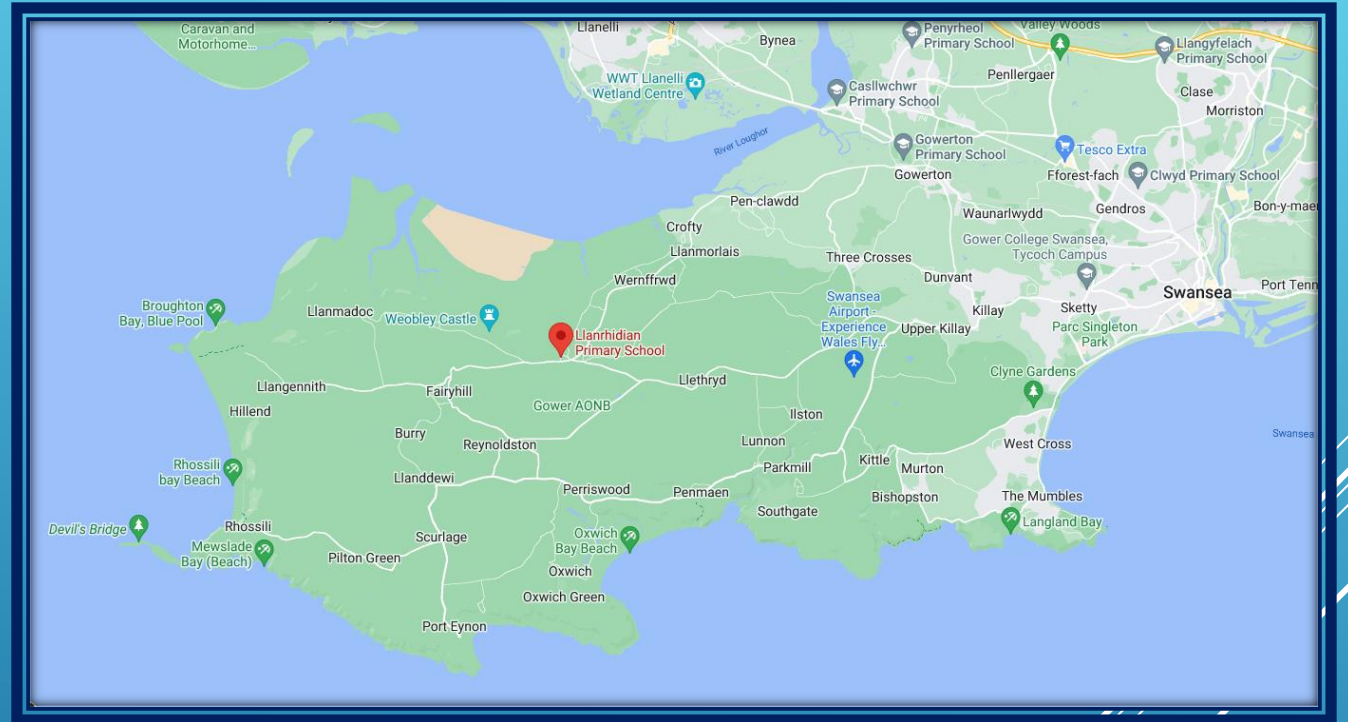 Caravan and
Motorhome...
Llanelli
Bynea
Penyrheol
Primary School
Valley Woods
Llangyfelach
Primary School
WWT Llanelli
Wetland Centre
Casllwchwr
Primary School
Penllergaer
Clase
Morriston
River Loughor
Gowerton
Primary School
Gowerton
Tesco Extra
Fforest-fach
Clwyd Primary School
Pen-clawdd
Waunarlwydd
Gendros
Bon-y-maen
Crofty
Llanmorlais
Three Crosses
Gower College Swansea,
Tycoch Campus
Wernffrwd
Dunvant
Swansea
Port Tenn
Broughton
Bay, Blue Pool
Llanmadoc
Weobley Castle
Swansea
Airport -
Experience
Wales Fly...
Killay
Sketty
Upper Killay
Parc Singleton
Park
Llanrhidian
Primary School
Llangennith
Fairyhill
Llethryd
Clyne Gardens
Hillend
Gower AONB
Ilston
Burry
Reynoldston
Lunnon
West Cross
Swansea
Rhossili
bay Beach
Llanddewi
Parkmill
Kittle
Murton
Perriswood
Penmaen
Bishopston
The Mumbles
Southgate
Langland Bay
Devil's Bridge
Rhossili
Mewslade
Bay (Beach)
Scurlage
Pilton Green
Oxwich
Bay Beach
Oxwich
Oxwich Green
Port Eynon